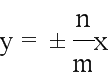 y = ± n/m x